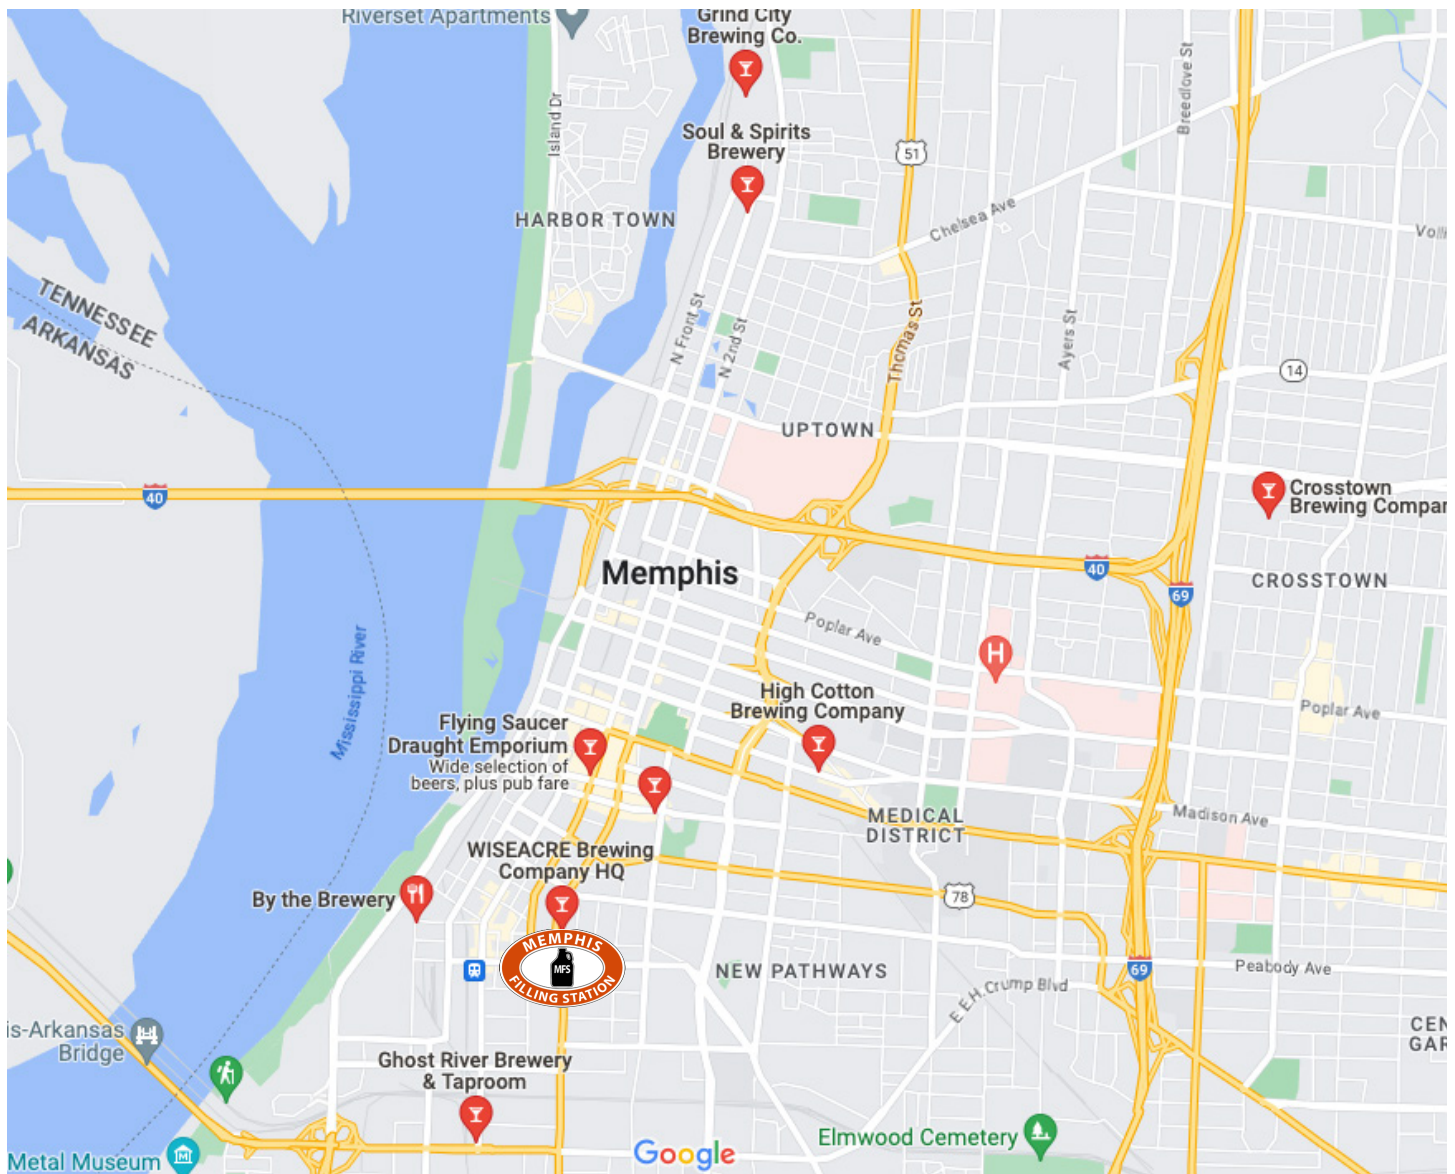 Riverset Apartments
Grind City
Brewing Co.
Island Dr
Soul & Spirits
Brewery
51
Breedlove St
HARBOR TOWN
Chelsea Ave
TENNESSEE
ARKANSAS
N Front St
N 2nd St
Thomas St
Ayers St
14
UPTOWN
40
Crosstown
Brewing Compa
Memphis
40
69
CROSSTOWN
Poplar Ave
H
Mississippi River
High Cotton
Brewing Company
Poplar Ave
Flying Saucer
Draught Emporium
Wide selection of
beers, plus pub fare
MEDICAL
DISTRICT
Madison Ave
WISEACRE Brewing
Company HQ
By the Brewery
78
MEMPHIS
MFS
FILLING STATION
NEW PATHWAYS
69
Peabody Ave
E.E.H. Crump Blvd
is-Arkansas
Bridge
CEN
GAR
Ghost River Brewery
& Taproom
Elmwood Cemetery
Google
Metal Museum